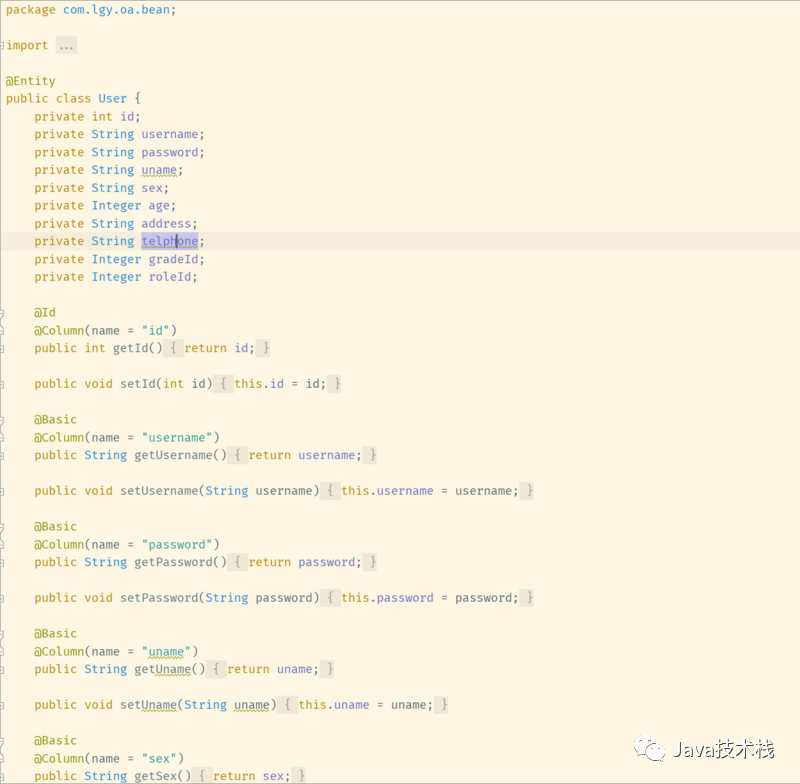 package com.lgy.oa.bean;
import ...
@Entity
public class User {
private int id;
private String username;
private String password;
private String uname;
private String sex;
private Integer age;
private String address;
private String telphone;
private Integer gradeId;
private Integer roleId;
@Id
@Column(name = "id")
public int getId() { return id; }
public void setId(int id) { this.id = id; }
@Basic
@Column(name = "username")
public String getUsername() { return username; }
public void setUsername(String username) { this.username = username; }
@Basic
@Column(name = "password")
public String getPassword() { return password; }
public void setPassword(String password) { this.password = password; }
@Basic
@Column(name = "uname")
public String getUname() { return uname; }
public void setUname(String uname) { this.uname = uname; }
@Basic
@Column(name = "sex")
public String getSex() { return sex; }
Java技术栈